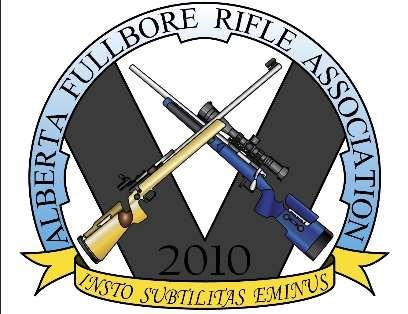 ALBERTA FULLBORE RIFLE ASSOCIATION
V
2010
INSTO SUBTILITAS EMINUS